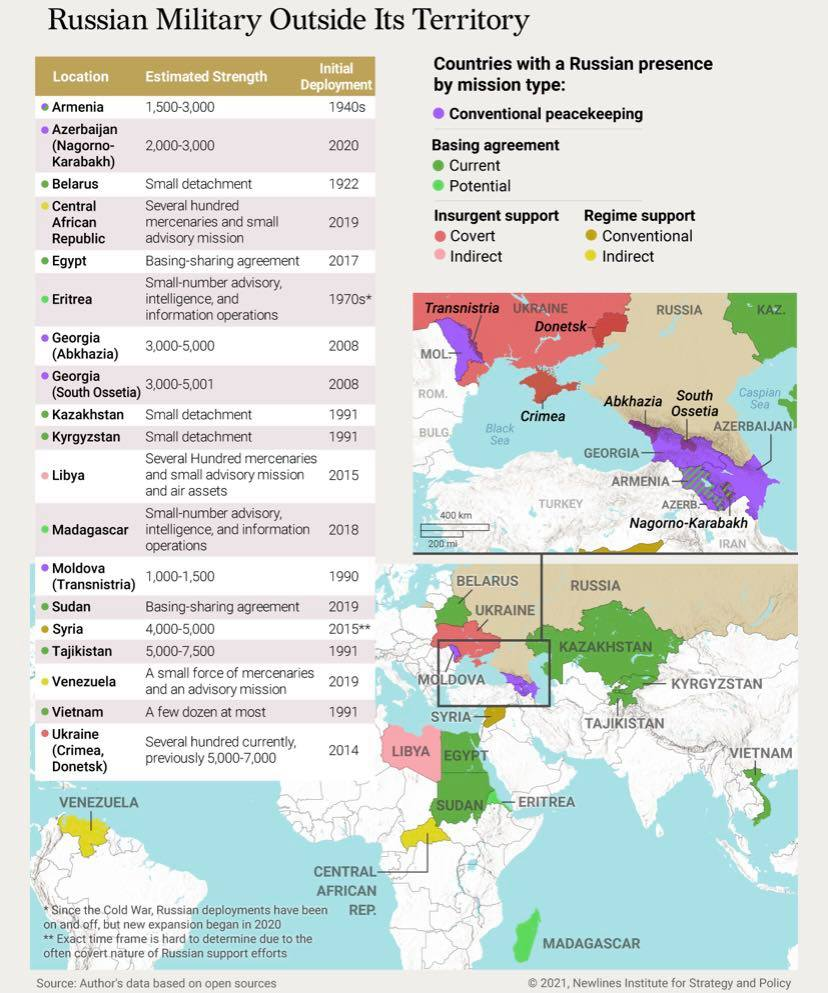 Russian Military Outside Its Territory
Location Estimated Strength Initial Deployment
Armenia 1,500-3,000 1940s
Azerbaijan (Nagorno-Karabakh) 2,000-3,000 2020
Belarus Small detachment 1922
Central African Republic Several hundred mercenaries and small advisory mission 2019
Egypt Basing-sharing agreement 2017
Eritrea Small-number advisory, intelligence, and information operations 1970s*
Georgia (Abkhazia) 3,000-5,000 2008
Georgia (South Ossetia) 3,000-5,001 2008
Kazakhstan Small detachment 1991
Kyrgyzstan Small detachment 1991
Libya Several Hundred mercenaries and small advisory mission and air assets 2015
Madagascar Small-number advisory, intelligence, and information operations 2018
Moldova (Transnistria) 1,000-1,500 1990
Sudan Basing-sharing agreement 2019
Syria 4,000-5,000 2015**
Tajikistan 5,000-7,500 1991
Venezuela A small force of mercenaries and an advisory mission 2019
Vietnam A few dozen at most 1991
Ukraine (Crimea, Donetsk) Several hundred currently, previously 5,000-7,000 2014
Countries with a Russian presence
by mission type:
Conventional peacekeeping
Basing agreement
Current
Potential
Insurgent support
Covert
Indirect
Regime support
Conventional
Indirect
Transnistria
UKRAINE
RUSSIA
KAZ.
Donetsk
MOL.
ROM.
Crimea
Abkhazia
South
Ossetia
Caspian
Sea
BULG.
Black
Sea
AZERBAIJAN
GEORGIA
ARMENIA
TURKEY
AZERB.
Nagorno-Karabakh
400 km
200 mi
IRAN
BELARUS
RUSSIA
UKRAINE
KAZAKHSTAN
MOLDOVA
KYRGYZSTAN
SYRIA
TAJIKISTAN
LIBYA
EGYPT
VIETNAM
VENEZUELA
SUDAN
ERITREA
CENTRAL
AFRICAN
REP.
MADAGASCAR
* Since the Cold War, Russian deployments have been
on and off, but new expansion began in 2020
** Exact time frame is hard to determine due to the
often covert nature of Russian support efforts
Source: Author's data based on open sources
© 2021, Newlines Institute for Strategy and Policy